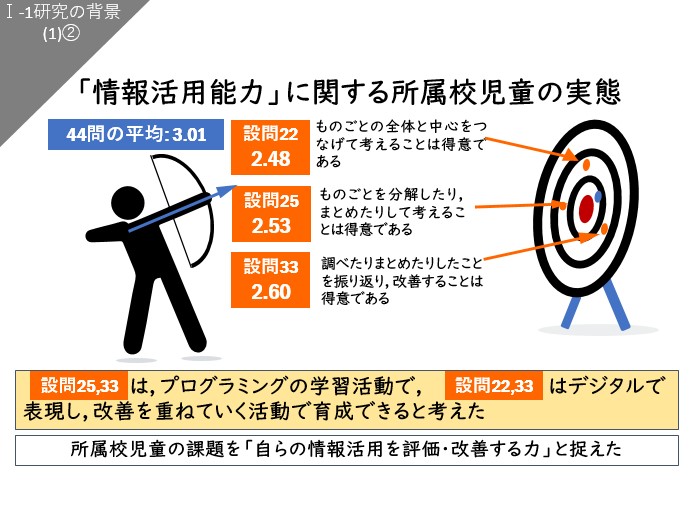 Ⅰ-1研究の背景
(1)②
「情報活用能力」に関する所属校児童の実態
44問の平均:3.01
設問22
2.48
ものごとの全体と中心をつ
なげて考えることは得意で
ある
設問25
2.53
ものごとを分解したり,
まとめたりして考えるこ
とは得意である
設問33
2.60
調べたりまとめたりしたこと
を振り返り,改善することは
得意である
設問25,33は,プログラミングの学習活動で, 設問22,33はデジタルで
表現し,改善を重ねていく活動で育成できると考えた
所属校児童の課題を「自らの情報活用を評価・改善する力」と捉えた